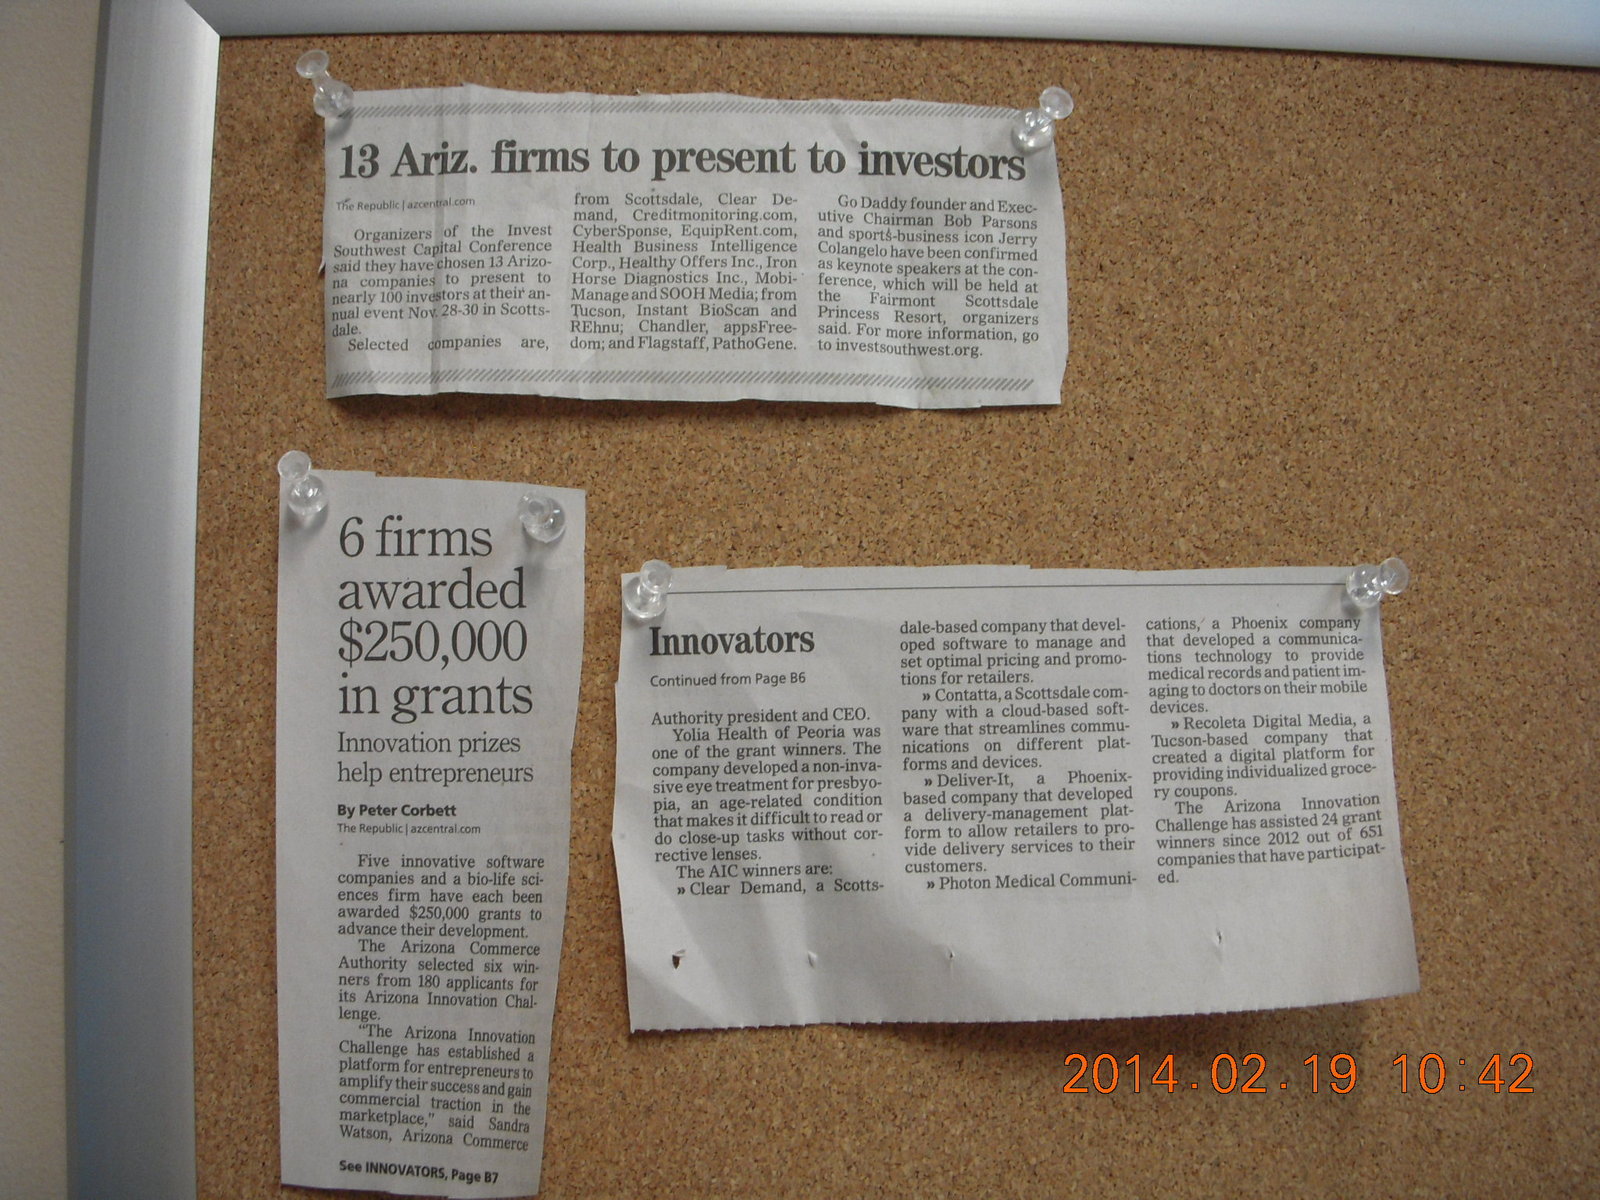 13 Ariz. firms to present to investors
The Republic | azcentral.com
Organizers of the Invest
Southwest Capital Conference
said they have chosen 13 Arizo-
na companies to present to
nearly 100 investors at their an-
nual event Nov. 28-30 in Scotts-
dale.
Selected companies are,
from Scottsdale, Clear De-
mand, Creditmonitoring.com,
CyberSponse, EquipRent.com,
Health Business Intelligence
Corp., Healthy Offers Inc., Iron
Horse Diagnostics Inc., Mobi-
Manage and SOOH Media; from
Tucson, Instant BioScan and
REhnu; Chandler, appsFree-
dom; and Flagstaff, PathoGene.
Go Daddy founder and Exec-
utive Chairman Bob Parsons
and sports-business icon Jerry
Colangelo have been confirmed
as keynote speakers at the con-
ference, which will be held at
the Fairmont Scottsdale
Princess Resort, organizers
said. For more information, go
to investsouthwest.org.
6 firms
awarded
$250,000
in grants
Innovation prizes
help entrepreneurs
By Peter Corbett
The Republic | azcentral.com
Five innovative software
companies and a bio-life sci-
ences firm have each been
awarded $250,000 grants to
advance their development.
The Arizona Commerce
Authority selected six win-
ners from 180 applicants for
its Arizona Innovation Chal-
lenge.
"The Arizona Innovation
Challenge has established a
platform for entrepreneurs to
amplify their success and gain
commercial traction in the
marketplace," said Sandra
Watson, Arizona Commerce
See INNOVATORS, Page B7
Innovators
Continued from Page B6
Authority president and CEO.
Yolia Health of Peoria was
one of the grant winners. The
company developed a non-inva-
sive eye treatment for presbyo-
pia, an age-related condition
that makes it difficult to read or
do close-up tasks without cor-
rective lenses.
The AIC winners are:
» Clear Demand, a Scotts-
dale-based company that devel-
oped software to manage and
set optimal pricing and promo-
tions for retailers.
» Contatta, a Scottsdale com-
pany with a cloud-based soft-
ware that streamlines commu-
nications on different plat-
forms and devices.
» Deliver-It, a Phoenix-
based company that developed
a delivery-management plat-
form to allow retailers to pro-
vide delivery services to their
customers.
» Photon Medical Communi-
cations, a Phoenix company
that developed a communica-
tions technology to provide
medical records and patient im-
aging to doctors on their mobile
devices.
» Recoleta Digital Media, a
Tucson-based company that
created a digital platform for
providing individualized groce-
ry coupons.
The Arizona Innovation
Challenge has assisted 24 grant
winners since 2012 out of 651
companies that have participat-
ed.
2014.02.19 10:42